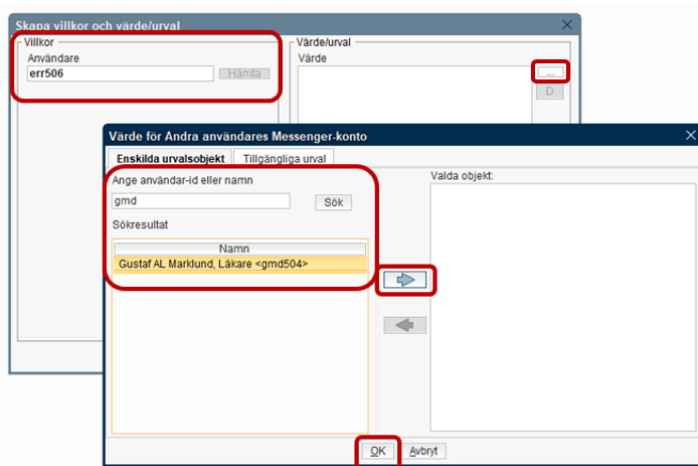 Skapa villkor och värde/urval
Villkor
Värde/urval
Användare
Värde
err506
Hämta
...
D
Värde för Andra användares Messenger-konto
Enskilda urvalsobjekt
Tillgängliga urval
Ange användar-id eller namn
Valda objekt:
gmd
Sök
Sökresultat
Namn
Gustaf AL Marklund, Läkare <gmd504>
OK
Avbryt